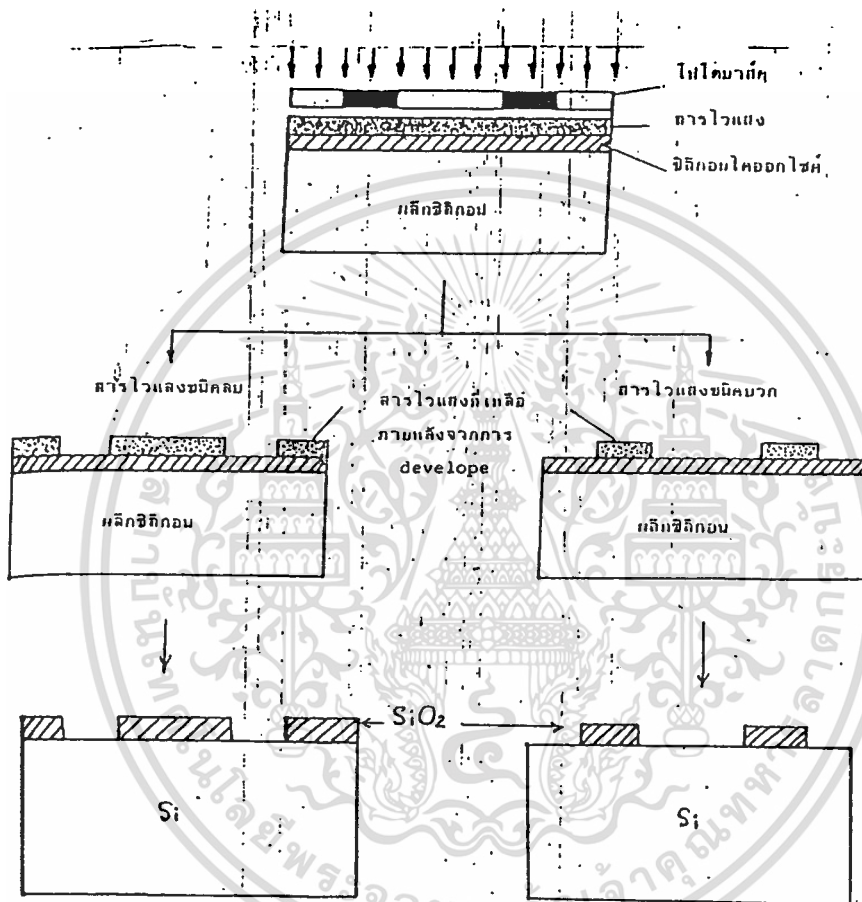 โฟโตมาส์ค
สารไวแสง
ซิลิกอนไดออกไซด์
ผลึกซิลิกอน
สารไวแสงชนิดลบ
สารไวแสงที่เหลือ
ภายหลังจากการ
develope
สารไวแสงชนิดบวก
ผลึกซิลิกอน
ผลึกซิลิกอน
SiO₂
Si
Si